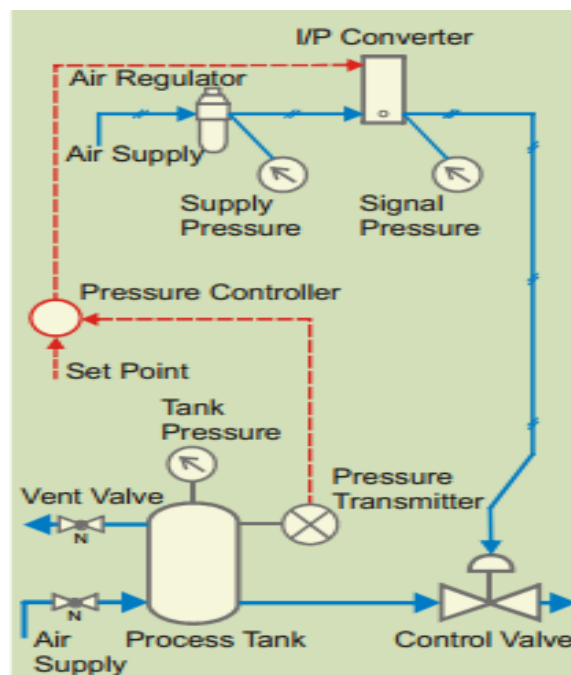 I/P Converter
Air Regulator
Air Supply
Supply
Pressure
Signal
Pressure
Pressure Controller
Set Point
Tank
Pressure
Pressure
Transmitter
Vent Valve
N
N
Air
Supply
Process Tank
Control Valve